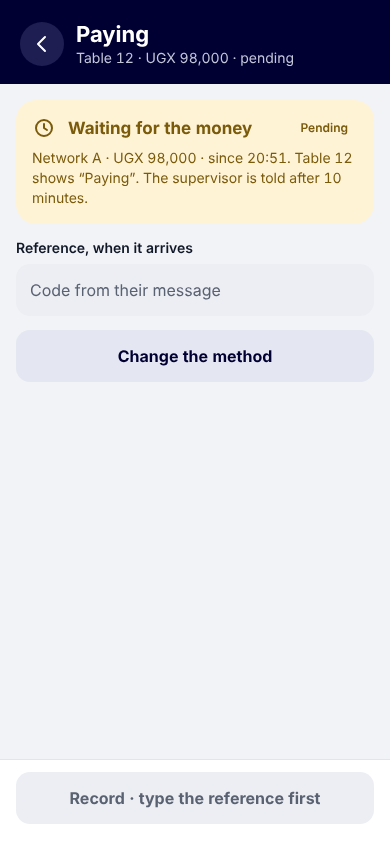 Paying
Table 12 · UGX 98,000 · pending
Waiting for the money
Pending
Network A · UGX 98,000 · since 20:51. Table 12
shows “Paying”. The supervisor is told after 10
minutes.
Reference, when it arrives
Code from their message
Change the method
Record · type the reference first